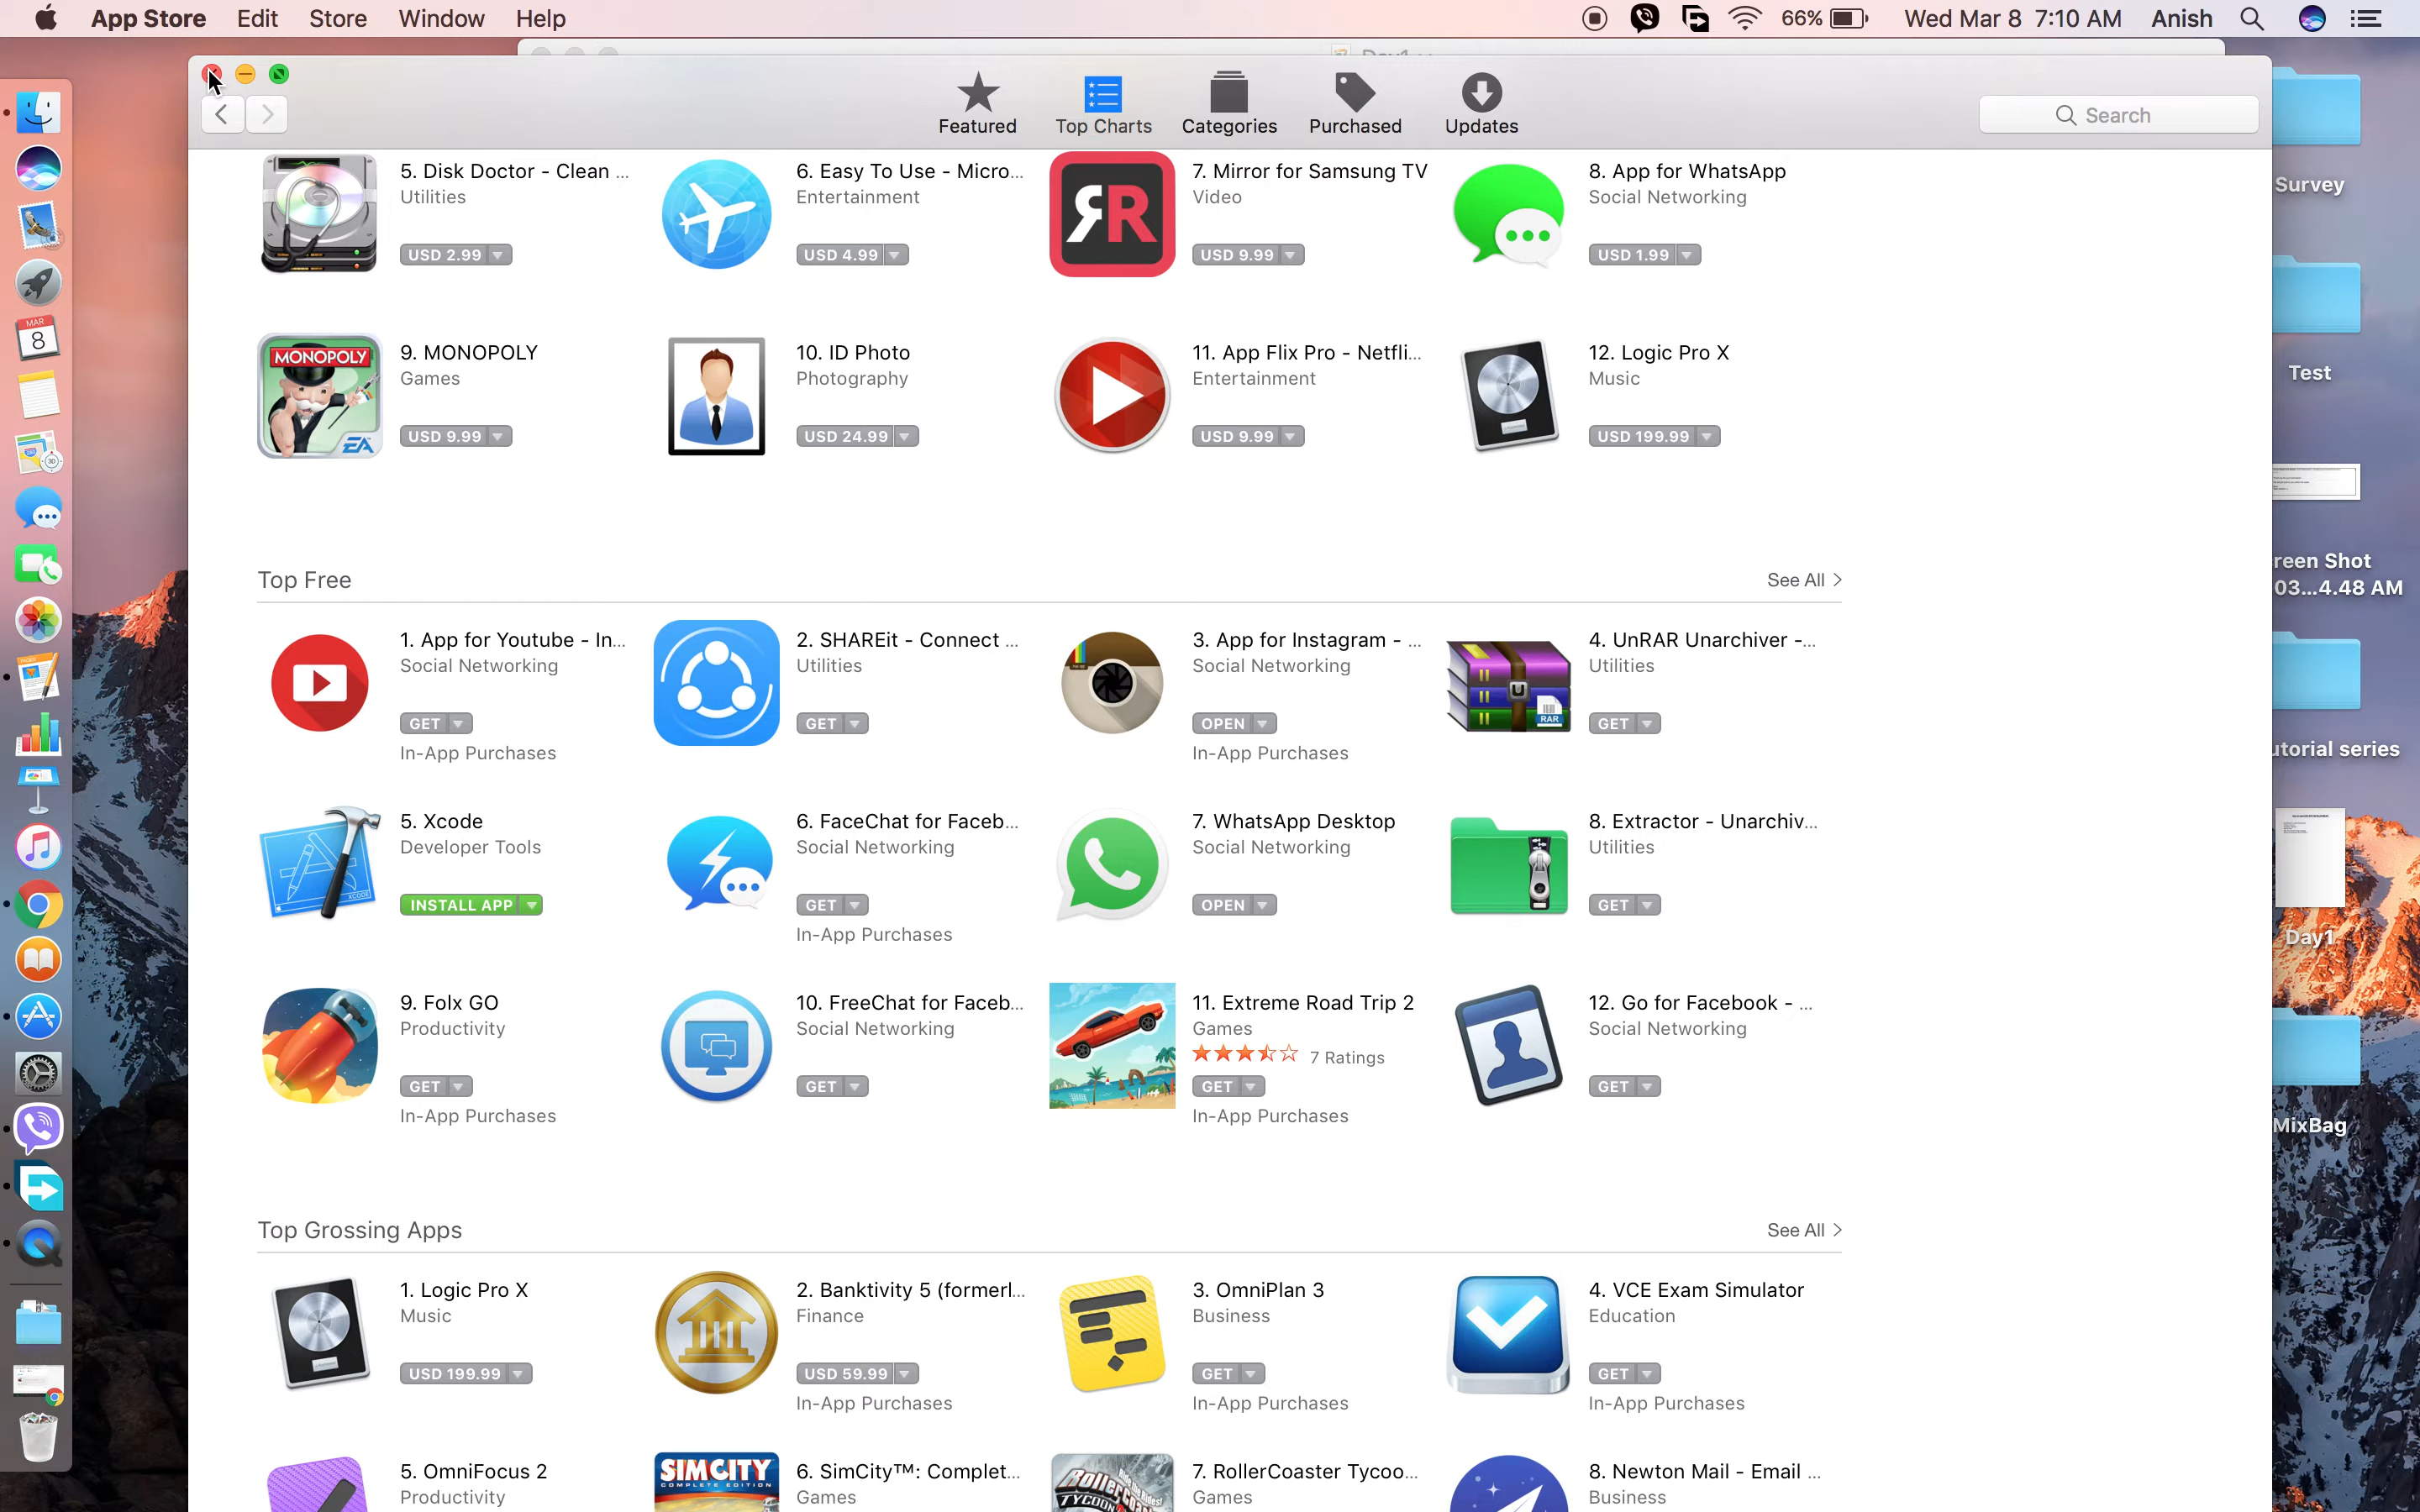 App Store Edit Store Window Help 66% Wed Mar 8 7:10 AM Anish
Featured Top Charts Categories Purchased Updates
Search
5. Disk Doctor - Clean ...
Utilities
USD 2.99
6. Easy To Use - Micro...
Entertainment
USD 4.99
7. Mirror for Samsung TV
Video
USD 9.99
8. App for WhatsApp
Social Networking
USD 1.99
MONOPOLY
EA
9. MONOPOLY
Games
USD 9.99
10. ID Photo
Photography
USD 24.99
11. App Flix Pro - Netfli...
Entertainment
USD 9.99
12. Logic Pro X
Music
USD 199.99
Top Free
See All >
1. App for Youtube - In...
Social Networking
GET
In-App Purchases
2. SHAREit - Connect ...
Utilities
GET
3. App for Instagram - ...
Social Networking
OPEN
In-App Purchases
RAR
4. UnRAR Unarchiver -...
Utilities
GET
5. Xcode
Developer Tools
INSTALL APP
6. FaceChat for Faceb...
Social Networking
GET
In-App Purchases
7. WhatsApp Desktop
Social Networking
OPEN
8. Extractor - Unarchiv...
Utilities
GET
9. Folx GO
Productivity
GET
In-App Purchases
10. FreeChat for Faceb...
Social Networking
GET
11. Extreme Road Trip 2
Games
7 Ratings
GET
In-App Purchases
12. Go for Facebook - ...
Social Networking
GET
Top Grossing Apps
See All >
1. Logic Pro X
Music
USD 199.99
2. Banktivity 5 (formerl...
Finance
USD 59.99
In-App Purchases
3. OmniPlan 3
Business
GET
In-App Purchases
4. VCE Exam Simulator
Education
GET
In-App Purchases
5. OmniFocus 2
Productivity
SIMCITY
COMPLETE EDITION
6. SimCity™: Complet...
Games
RollerCoaster
TYCOON
7. RollerCoaster Tycoo...
Games
8. Newton Mail - Email ...
Business
MAR
8
Survey
Test
reen Shot
03...4.48 AM
utorial series
Day1
MixBag